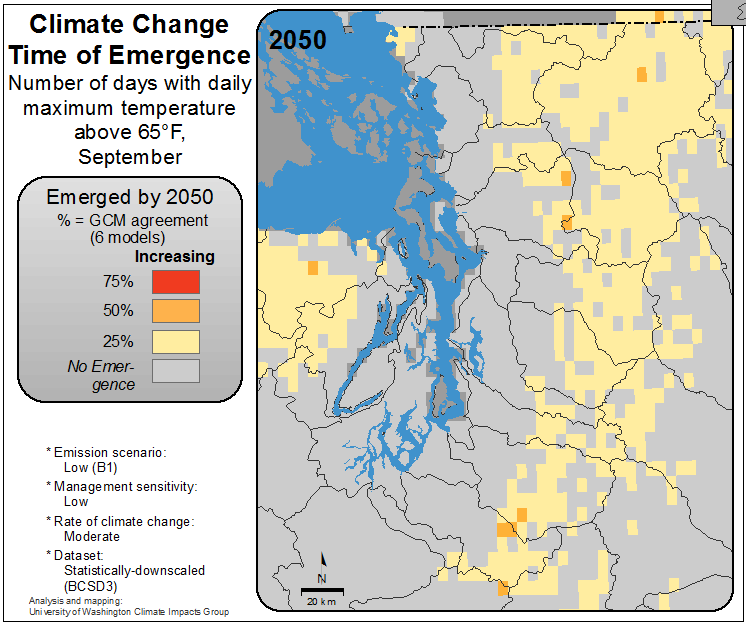 Climate Change
Time of Emergence
Number of days with daily
maximum temperature
above 65°F,
September
Emerged by 2050
% = GCM agreement
(6 models)
Increasing
75%
50%
25%
No Emer-
gence
* Emission scenario:
Low (B1)
* Management sensitivity:
Low
* Rate of climate change:
Moderate
* Dataset:
Statistically-downscaled
(BCSD3)
Analysis and mapping:
University of Washington Climate Impacts Group
2050
N
20 km